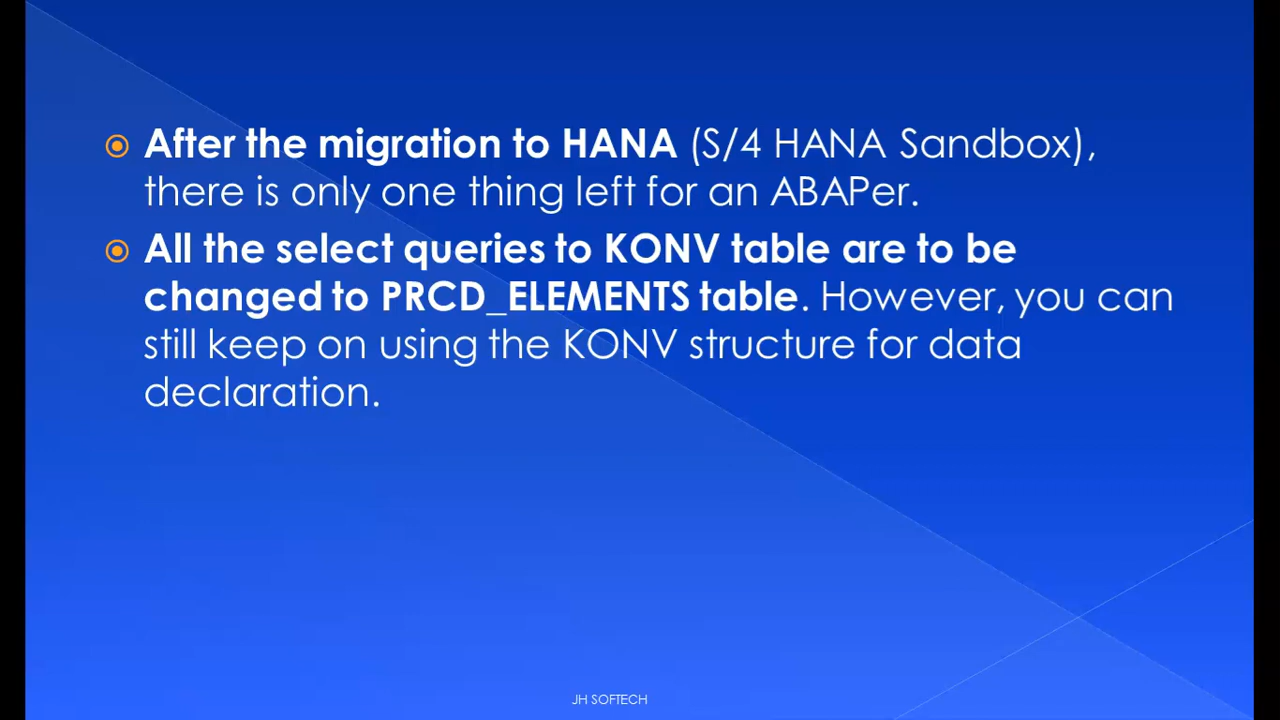 After the migration to HANA (S/4 HANA Sandbox),
there is only one thing left for an ABAPer.
All the select queries to KONV table are to be
changed to PRCD_ELEMENTS table. However, you can
still keep on using the KONV structure for data
declaration.
JH SOFTECH